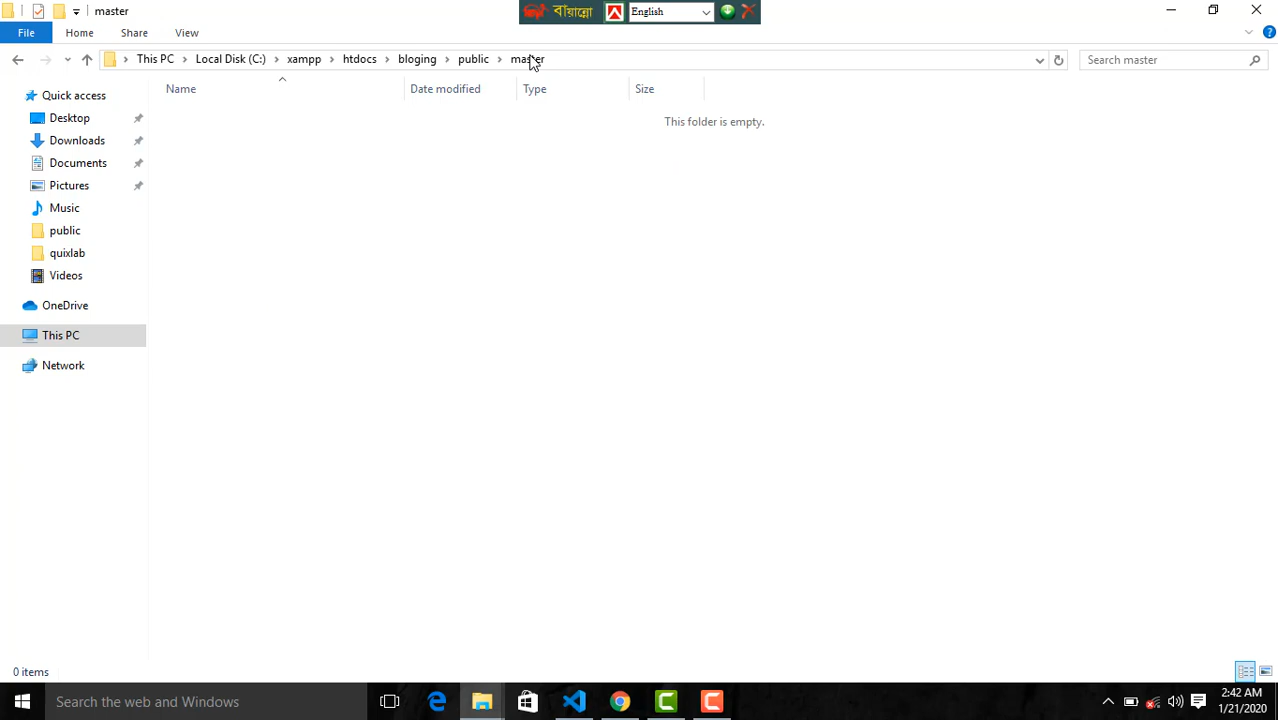 master
বায়ান্নো
English
File
Home
Share
View
This PC
Local Disk (C:)
xampp
htdocs
bloging
public
master
Search master
Name
Date modified
Type
Size
This folder is empty.
Quick access
Desktop
Downloads
Documents
Pictures
Music
public
quixlab
Videos
OneDrive
This PC
Network
0 items
Search the web and Windows
2:42 AM
1/21/2020